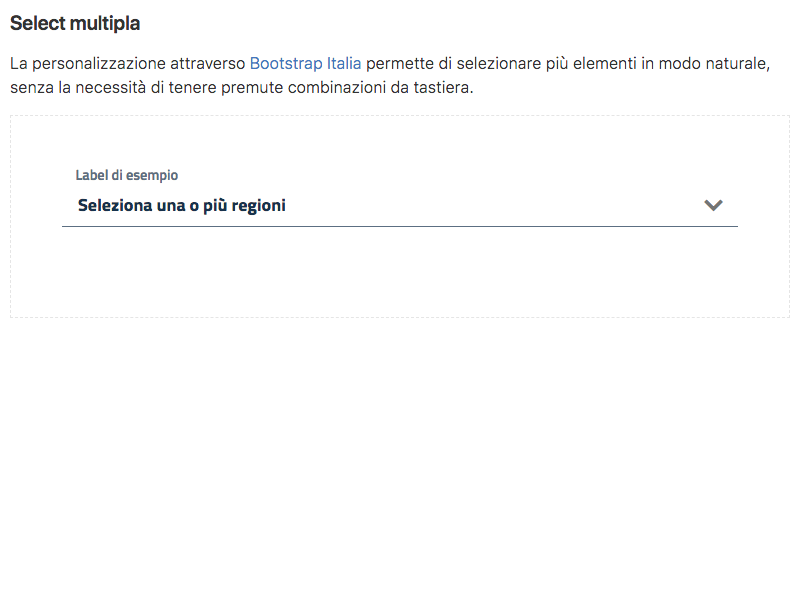 Select multipla
La personalizzazione attraverso Bootstrap Italia permette di selezionare più elementi in modo naturale,
senza la necessità di tenere premute combinazioni da tastiera.
Label di esempio
Seleziona una o più regioni